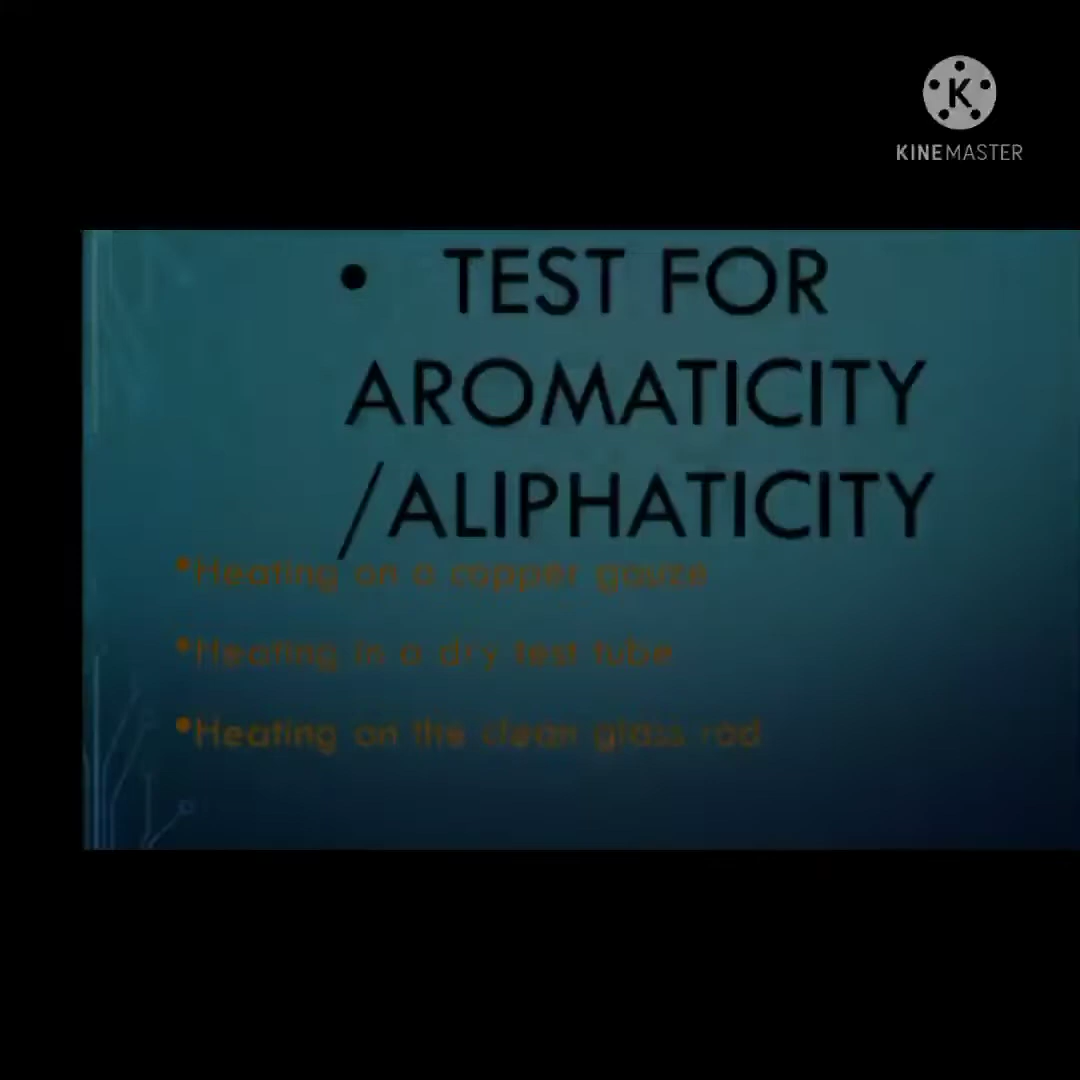 KINEMASTER
• TEST FOR
AROMATICITY
/ALIPHATICITY
•Heating on a copper gauze
•Heating in a dry test tube
•Heating on the clean glass rod